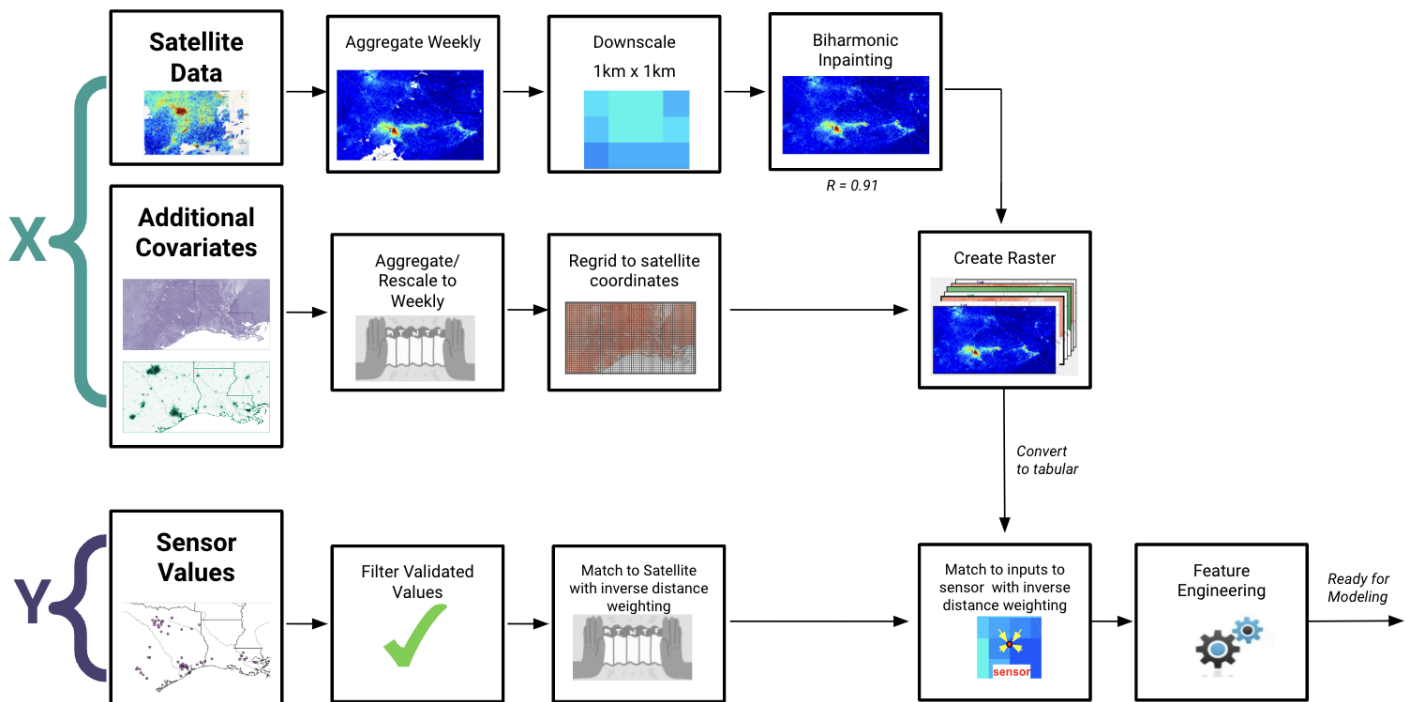 X
Satellite
Data
Aggregate Weekly
Downscale
1km x 1km
Biharmonic
Inpainting
R = 0.91
Additional
Covariates
Aggregate/
Rescale to
Weekly
Regrid to satellite
coordinates
Create Raster
Convert
to tabular
Y
Sensor
Values
Filter Validated
Values
Match to Satellite
with inverse distance
weighting
Match to inputs to
sensor with inverse
distance weighting
sensor
Feature
Engineering
Ready for
Modeling